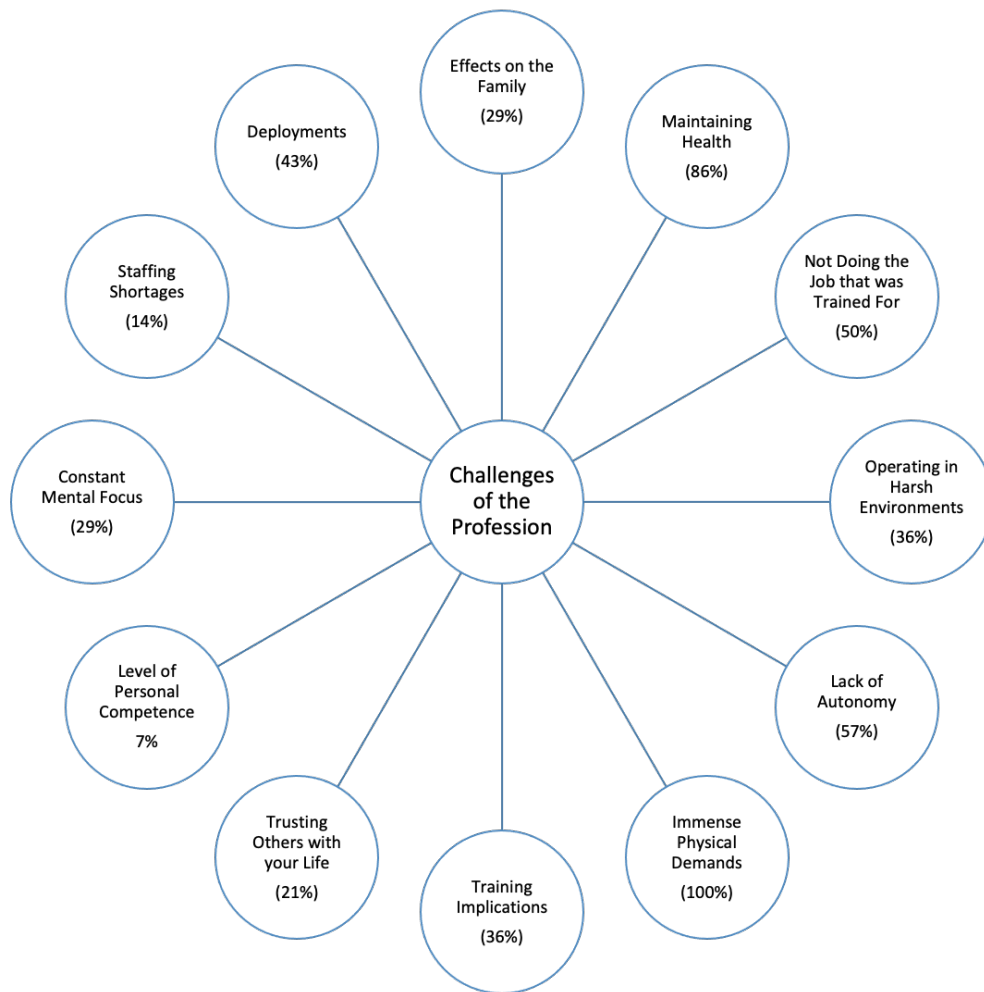 Effects on the
Family
(29%)
Maintaining
Health
(86%)
Not Doing the
Job that was
Trained For
(50%)
Operating in
Harsh
Environments
(36%)
Lack of
Autonomy
(57%)
Immense
Physical
Demands
(100%)
Training
Implications
(36%)
Trusting
Others with
your Life
(21%)
Level of
Personal
Competence
7%
Constant
Mental Focus
(29%)
Staffing
Shortages
(14%)
Deployments
(43%)
Challenges
of the
Profession